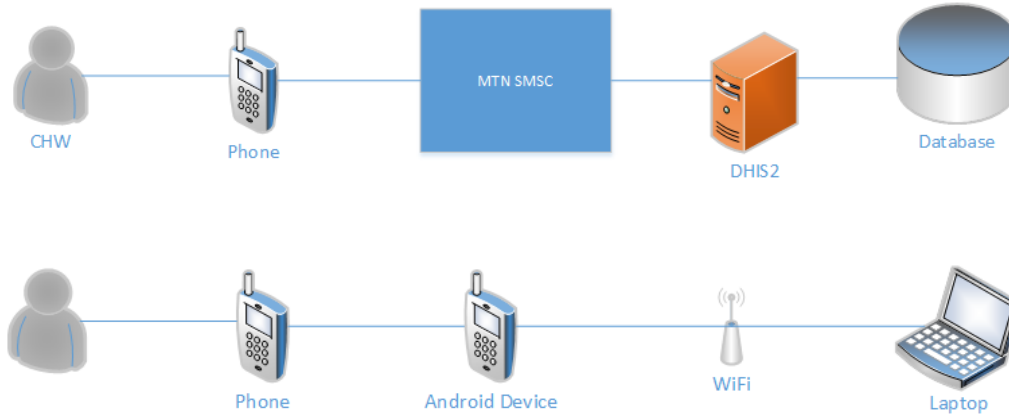 MTN SMSC
CHW
Phone
DHIS2
Database
Phone
Android Device
WiFi
Laptop